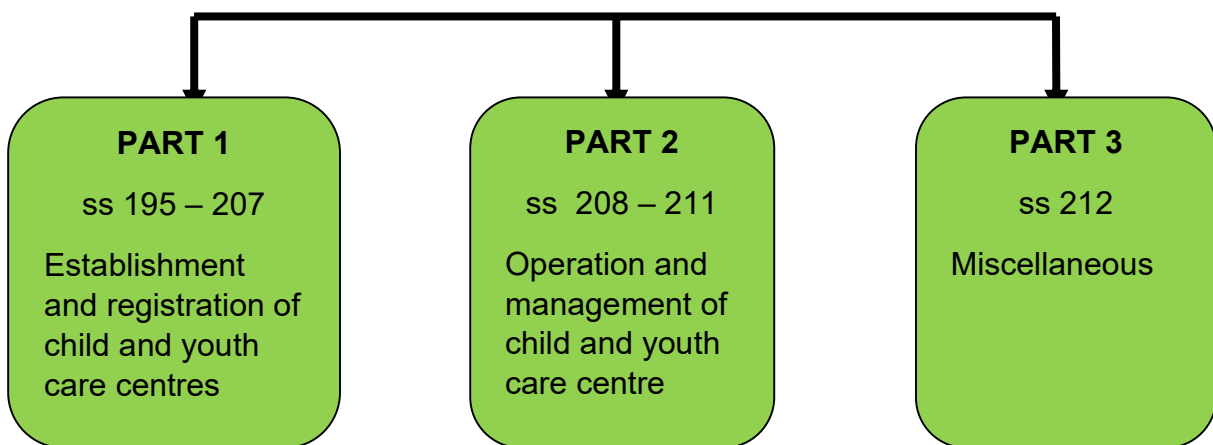 PART 1
ss 195 – 207
Establishment
and registration of
child and youth
care centres
PART 2
ss 208 – 211
Operation and
management of
child and youth
care centre
PART 3
ss 212
Miscellaneous